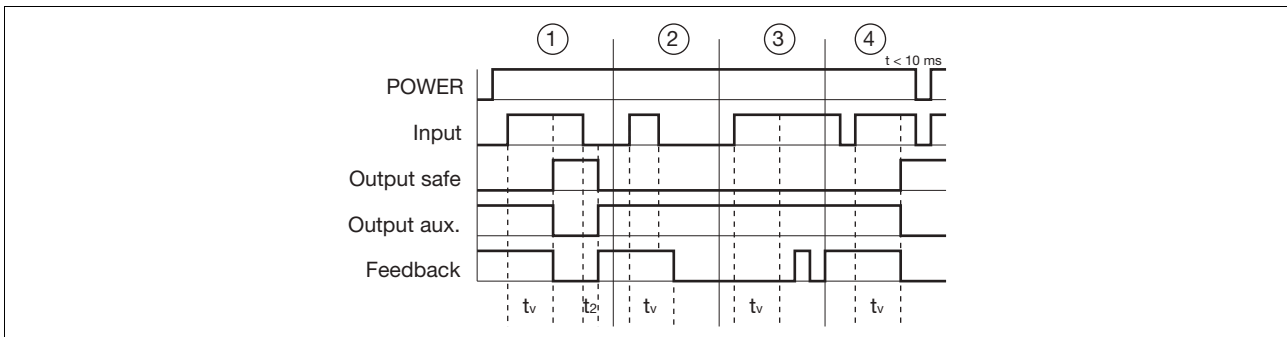 ① ② ③ ④
t < 10 ms
POWER
Input
Output safe
Output aux.
Feedback
tv t2 tv tv tv